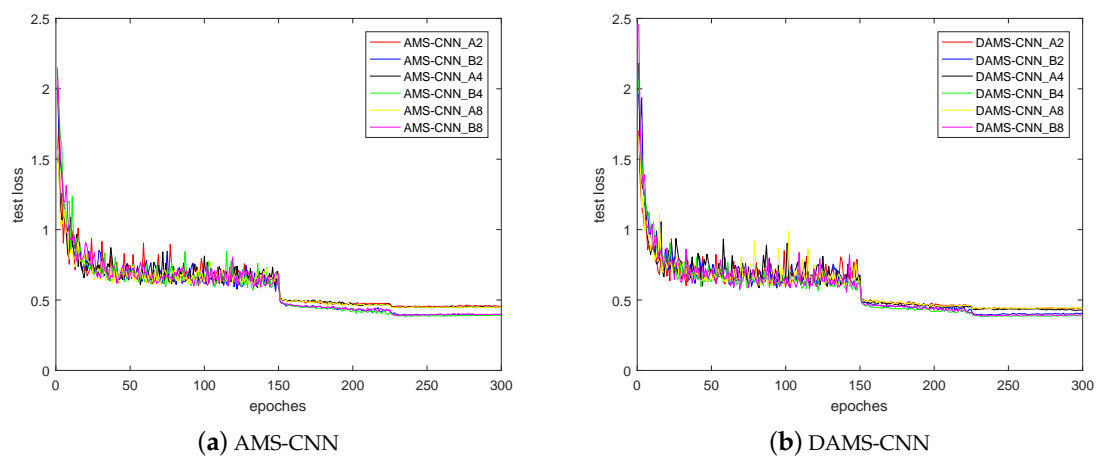 2.5
2
1.5
1
0.5
0
test loss
0 50 100 150 200 250 300
epoches
AMS-CNN_A2
AMS-CNN_B2
AMS-CNN_A4
AMS-CNN_B4
AMS-CNN_A8
AMS-CNN_B8
(a) AMS-CNN
2.5
2
1.5
1
0.5
0
test loss
0 50 100 150 200 250 300
epoches
DAMS-CNN_A2
DAMS-CNN_B2
DAMS-CNN_A4
DAMS-CNN_B4
DAMS-CNN_A8
DAMS-CNN_B8
(b) DAMS-CNN